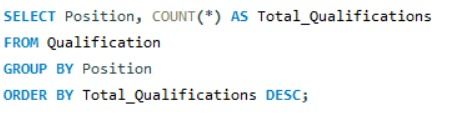 SELECT Position, COUNT(*) AS Total_Qualifications
FROM Qualification
GROUP BY Position
ORDER BY Total_Qualifications DESC;